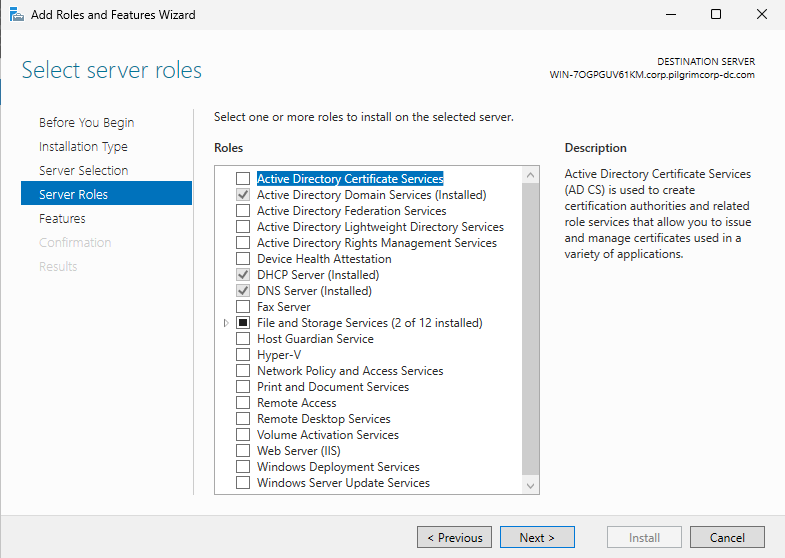 Add Roles and Features Wizard
Select server roles
DESTINATION SERVER
WIN-7OGPGUV61KM.corp.pilgrimcorp-dc.com
Before You Begin
Installation Type
Server Selection
Server Roles
Features
Confirmation
Results
Select one or more roles to install on the selected server.
Roles
Active Directory Certificate Services
Active Directory Domain Services (Installed)
Active Directory Federation Services
Active Directory Lightweight Directory Services
Active Directory Rights Management Services
Device Health Attestation
DHCP Server (Installed)
DNS Server (Installed)
Fax Server
File and Storage Services (2 of 12 installed)
Host Guardian Service
Hyper-V
Network Policy and Access Services
Print and Document Services
Remote Access
Remote Desktop Services
Volume Activation Services
Web Server (IIS)
Windows Deployment Services
Windows Server Update Services
Description
Active Directory Certificate Services
(AD CS) is used to create
certification authorities and related
role services that allow you to issue
and manage certificates used in a
variety of applications.
< Previous
Next >
Install
Cancel